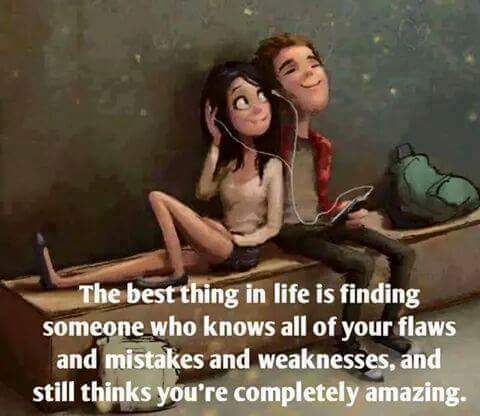 The best thing in life is finding
someone who knows all of your flaws
and mistakes and weaknesses, and
still thinks you're completely amazing.